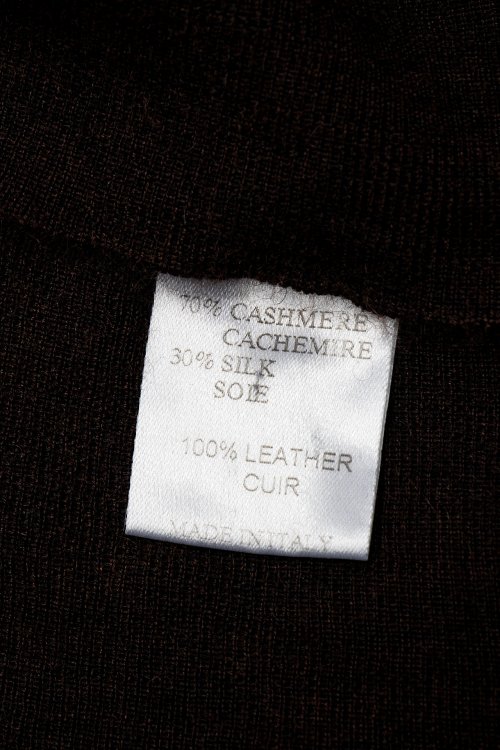 70% CASHMERE
CACHEMIRE
30% SILK
SOIE
100% LEATHER
CUIR
MADE IN ITALY